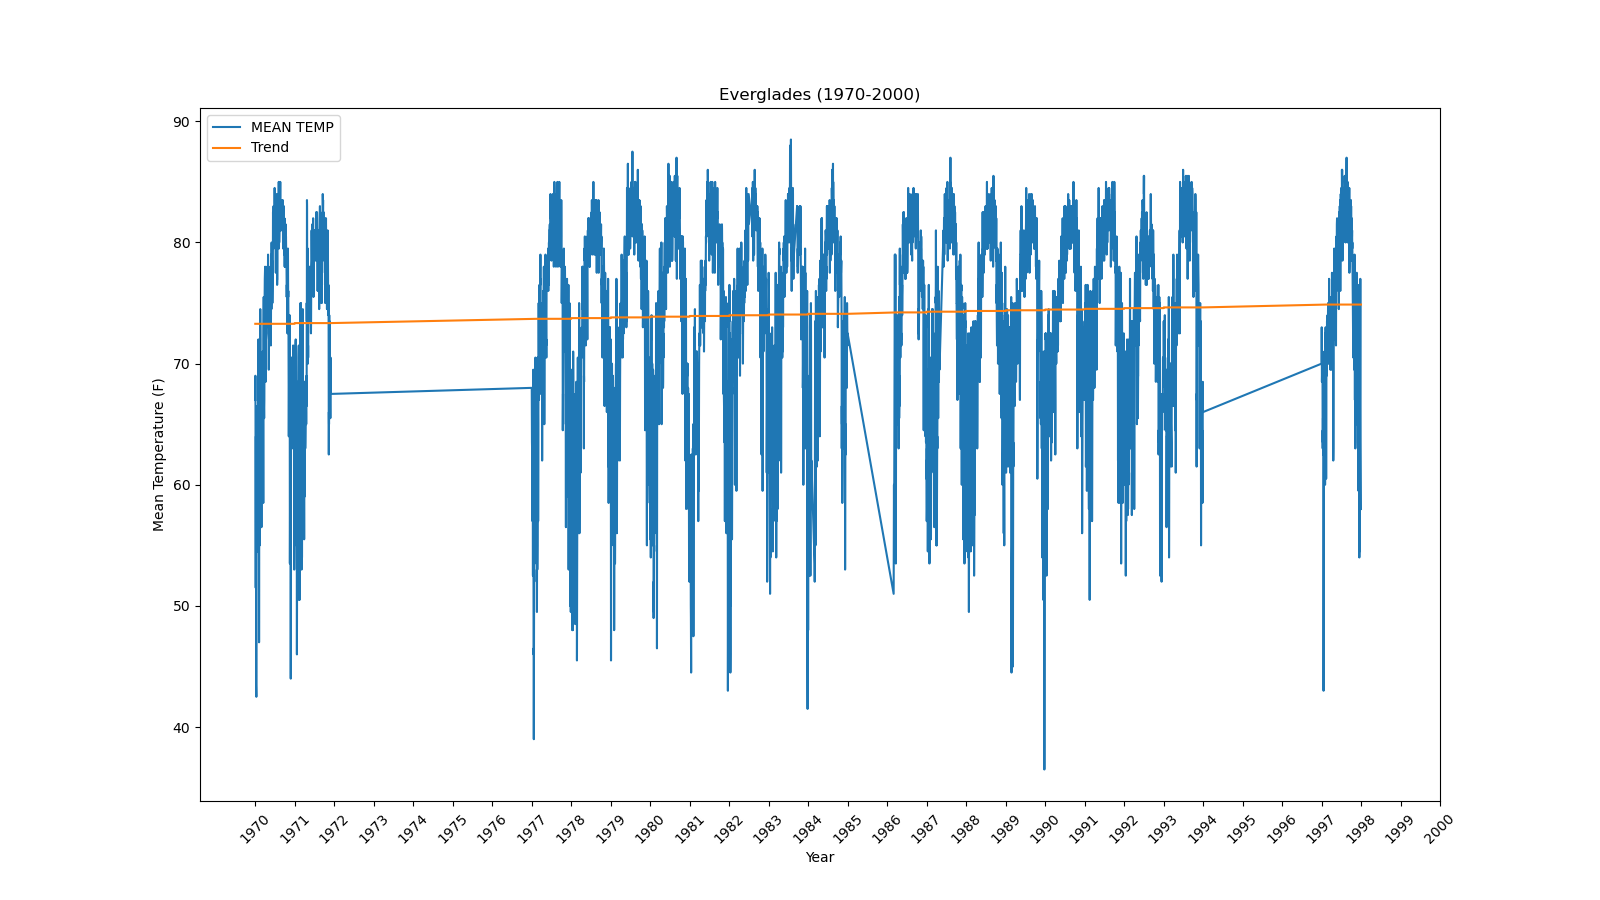 Everglades (1970-2000)
MEAN TEMP
Trend
90
80
70
60
50
40
Mean Temperature (F)
1970 1971 1972 1973 1974 1975 1976 1977 1978 1979 1980 1981 1982 1983 1984 1985 1986 1987 1988 1989 1990 1991 1992 1993 1994 1995 1996 1997 1998 1999 2000
Year